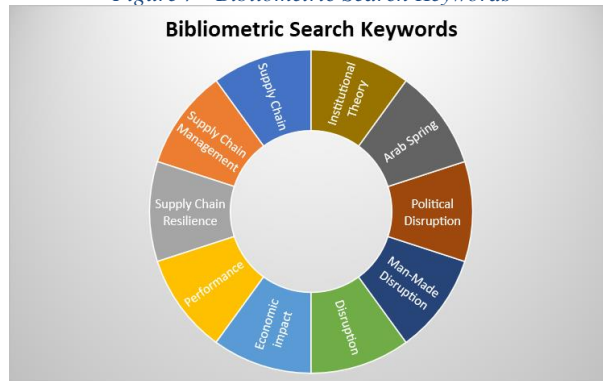 Bibliometric Search Keywords
Institutional
Theory
Arab Spring
Political
Disruption
Man-Made
Disruption
Disruption
Economic
impact
Performance
Supply Chain
Resilience
Supply Chain
Management
Supply Chain